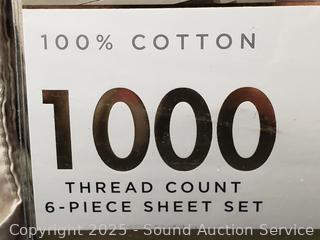 100% COTTON
1000
THREAD COUNT
6-PIECE SHEET SET
Copyright 2025 - Sound Auction Service